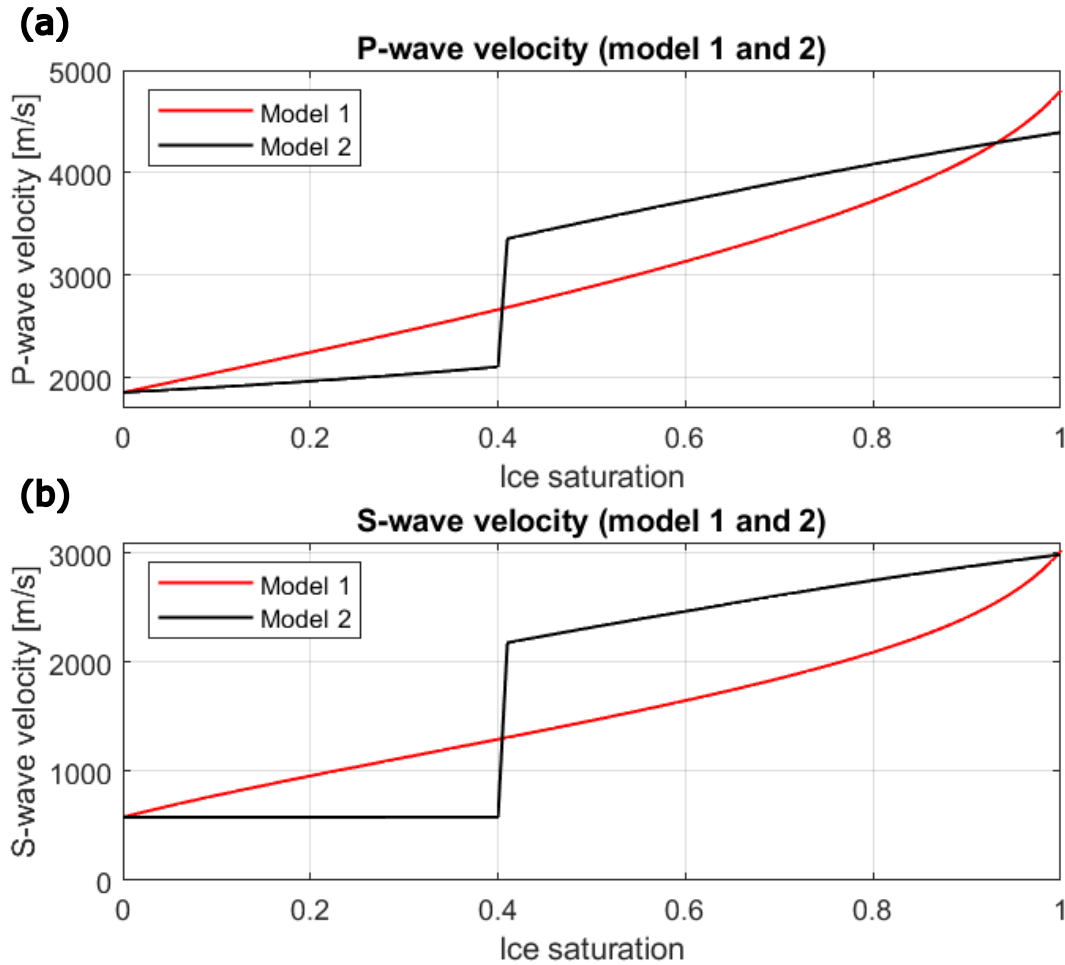 (a)
P-wave velocity (model 1 and 2)
P-wave velocity [m/s]
5000
4000
3000
2000
Model 1
Model 2
0 0.2 0.4 0.6 0.8 1
Ice saturation
(b)
S-wave velocity (model 1 and 2)
S-wave velocity [m/s]
3000
2000
1000
0
Model 1
Model 2
0 0.2 0.4 0.6 0.8 1
Ice saturation